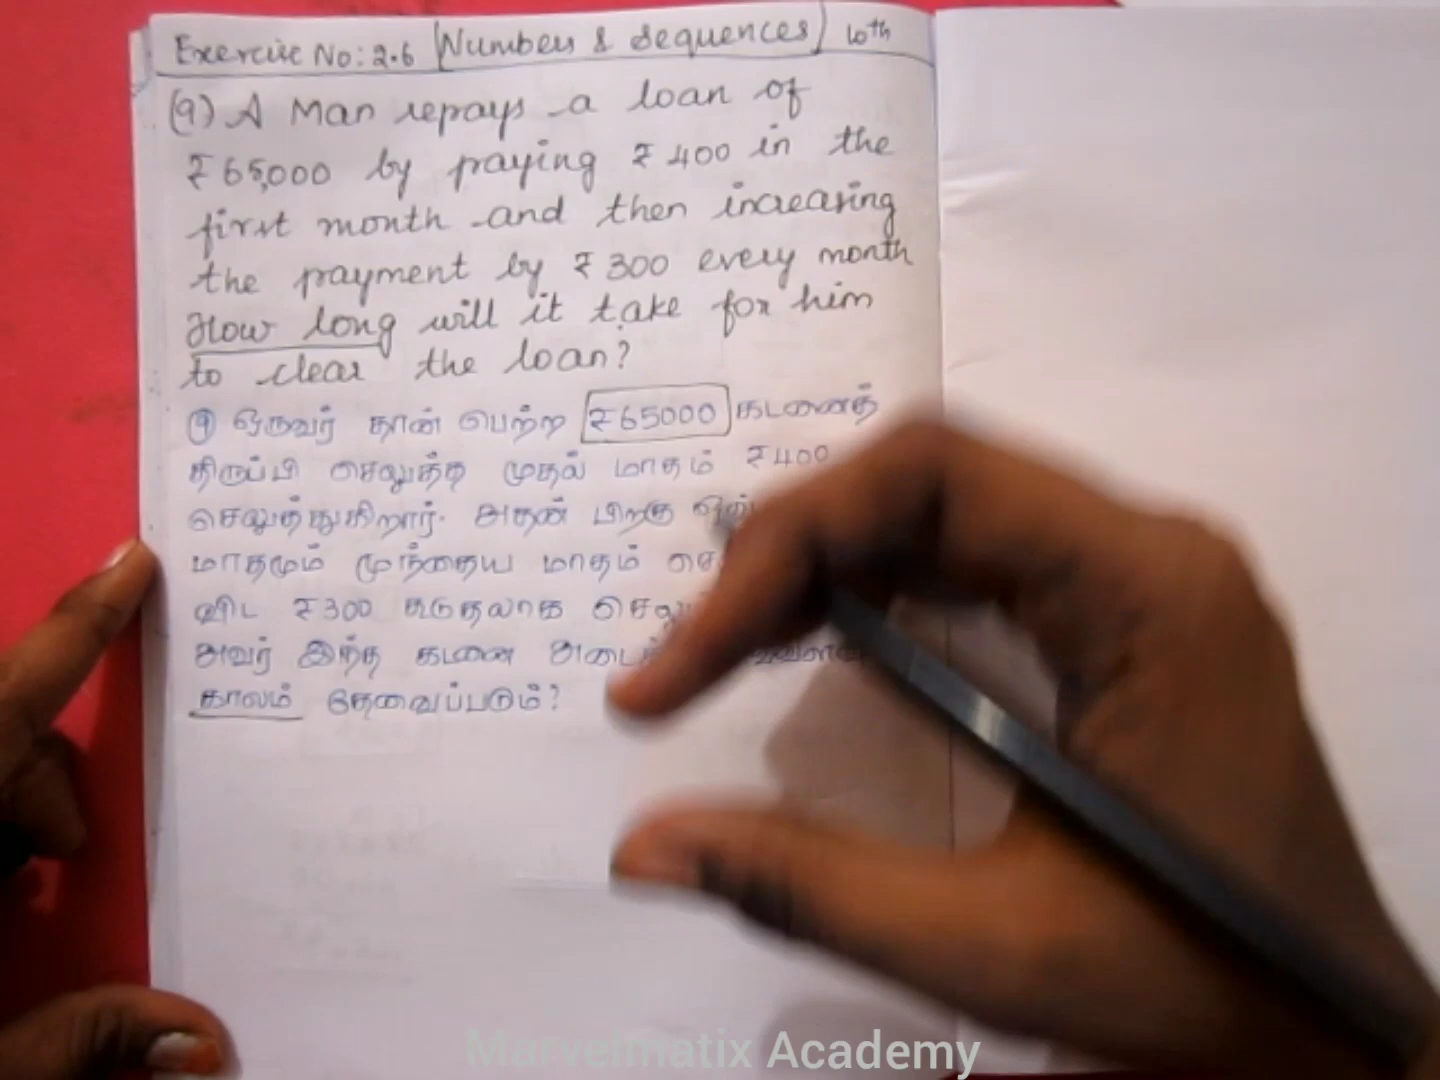 Exercise No: 2.6 (Numbers & Sequences) 10th
(9) A Man repays a loan of
₹65,000 by paying ₹400 in the
first month and then increasing
the payment by ₹300 every month
How long will it take for him
to clear the loan?
⑨ ஒருவர் தான் பெற்ற ₹65000 கடனைத்
திருப்பி செலுத்த முதல் மாதம் ₹400
செலுத்துகிறார். அதன் பிறகு
மாதமும் முந்தைய மாதம்
விட ₹300 கூடுதலாக
அவர் இந்த கடனை
காலம் தேவைப்படும்?
Marvelmatix Academy